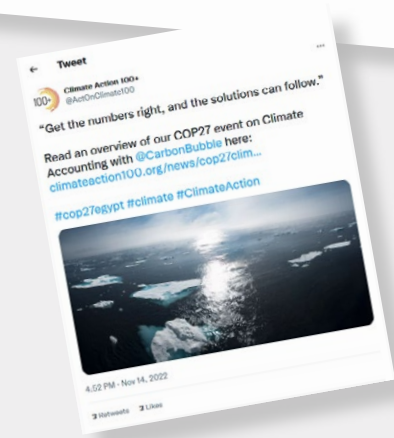 ← Tweet
100+
Climate Action 100+
@ActOnClimate100
“Get the numbers right, and the solutions can follow.”
Read an overview of our COP27 event on Climate
Accounting with @CarbonBubble here:
climateaction100.org/news/cop27clim...
#cop27egypt #climate #ClimateAction
4:52 PM · Nov 14, 2022
3 Retweets 3 Likes